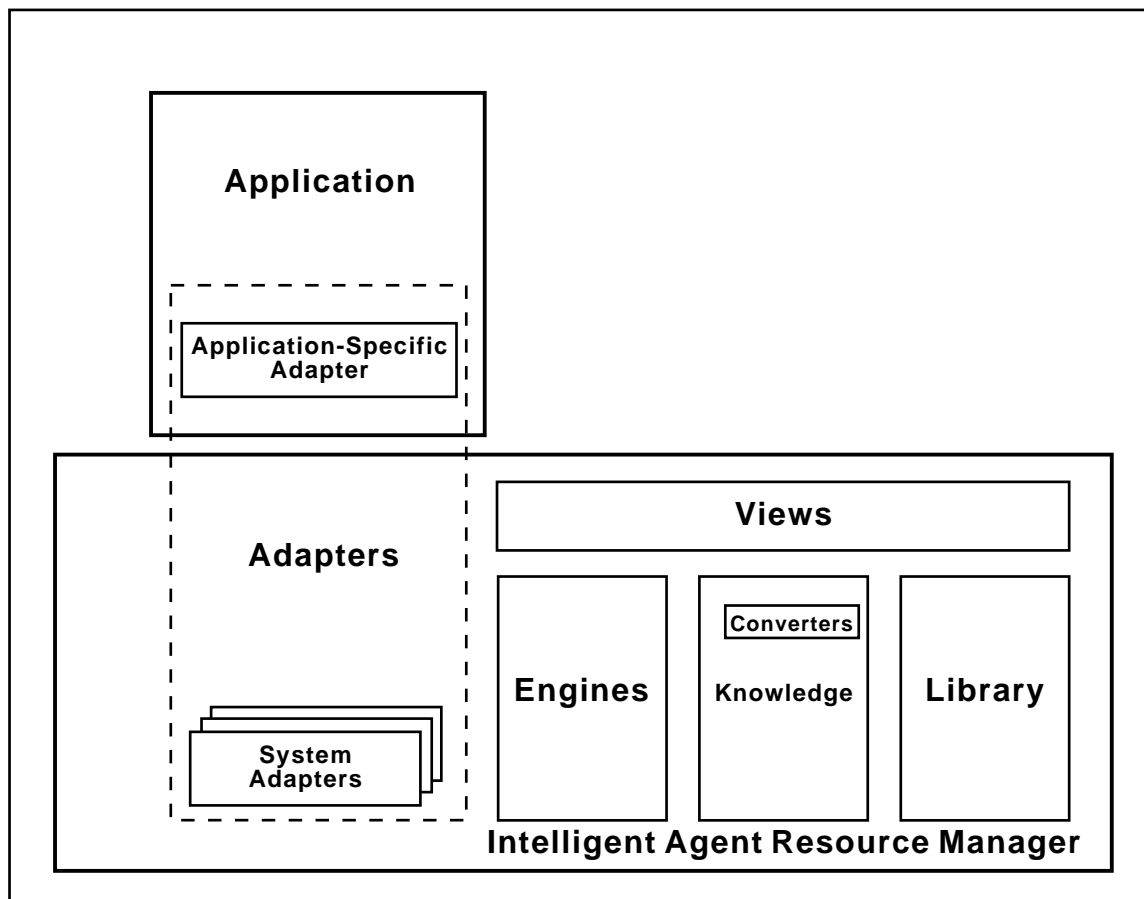 Application
Application-Specific
Adapter
Adapters
System
Adapters
Views
Engines
Converters
Knowledge
Library
Intelligent Agent Resource Manager